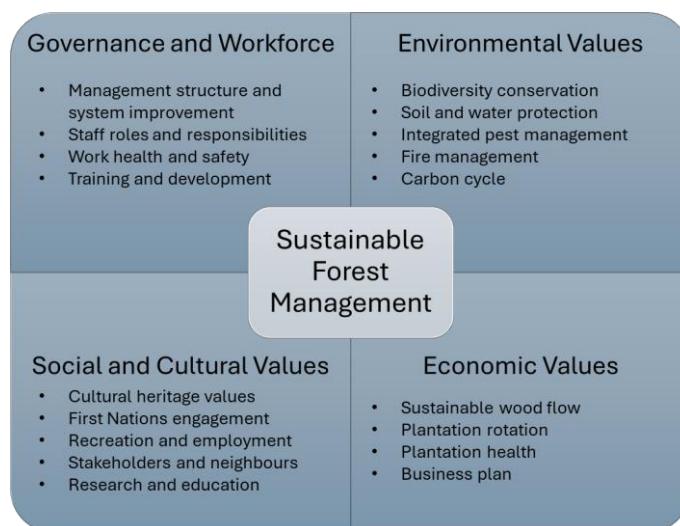 Governance and Workforce
• Management structure and
system improvement
• Staff roles and responsibilities
• Work health and safety
• Training and development
Environmental Values
• Biodiversity conservation
• Soil and water protection
• Integrated pest management
• Fire management
• Carbon cycle
Sustainable
Forest
Management
Social and Cultural Values
• Cultural heritage values
• First Nations engagement
• Recreation and employment
• Stakeholders and neighbours
• Research and education
Economic Values
• Sustainable wood flow
• Plantation rotation
• Plantation health
• Business plan